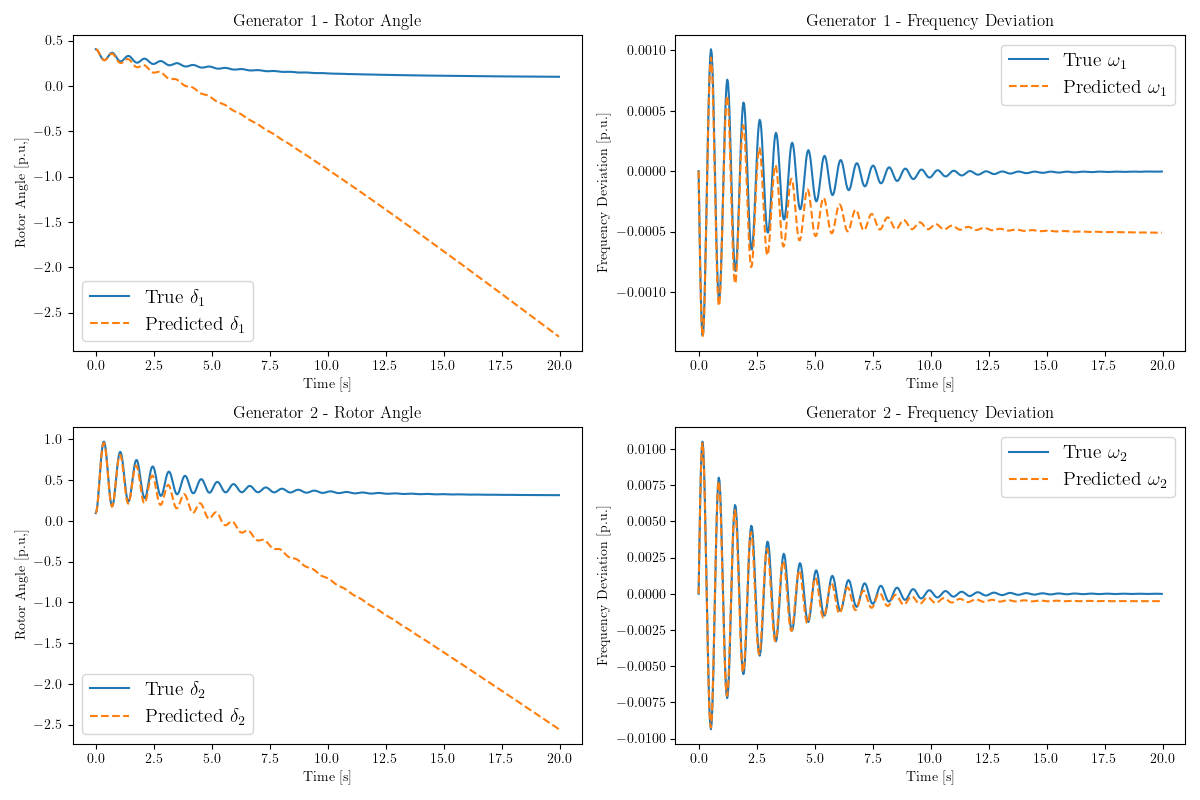 Generator 1 - Rotor Angle
0.5
0.0
−0.5
−1.0
−1.5
−2.0
−2.5
Rotor Angle [p.u,]
True δ₁
Predicted δ₁
0.0 2.5 5.0 7.5 10.0 12.5 15.0 17.5 20.0
Time [s]
Generator 1 - Frequency Deviation
0.0010
0.0005
0.0000
−0.0005
−0.0010
Frequency Deviation [p.u.]
True ω₁
Predicted ω₁
0.0 2.5 5.0 7.5 10.0 12.5 15.0 17.5 20.0
Time [s]
Generator 2 - Rotor Angle
1.0
0.5
0.0
−0.5
−1.0
−1.5
−2.0
−2.5
Rotor Angle [p.u,]
True δ₂
Predicted δ₂
0.0 2.5 5.0 7.5 10.0 12.5 15.0 17.5 20.0
Time [s]
Generator 2 - Frequency Deviation
0.0100
0.0075
0.0050
0.0025
0.0000
−0.0025
−0.0050
−0.0075
−0.0100
Frequency Deviation [p.u.]
True ω₂
Predicted ω₂
0.0 2.5 5.0 7.5 10.0 12.5 15.0 17.5 20.0
Time [s]